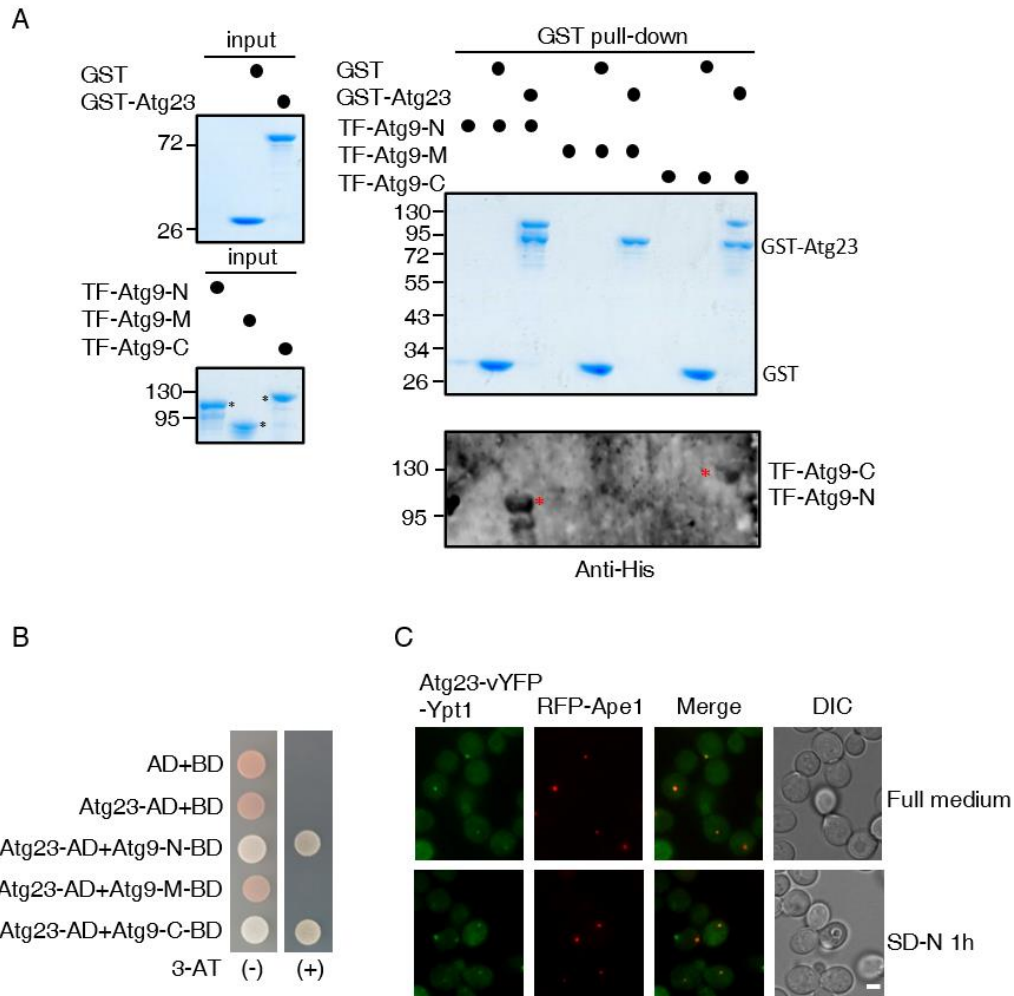 A
input
GST
GST-Atg23
72
26
input
TF-Atg9-N
TF-Atg9-M
TF-Atg9-C
130
95
*
*
*
GST pull-down
GST
GST-Atg23
TF-Atg9-N
TF-Atg9-M
TF-Atg9-C
130
95
72
55
43
34
26
GST-Atg23
GST
130
95
*
*
TF-Atg9-C
TF-Atg9-N
Anti-His
B
AD+BD
Atg23-AD+BD
Atg23-AD+Atg9-N-BD
Atg23-AD+Atg9-M-BD
Atg23-AD+Atg9-C-BD
3-AT (-) (+)
C
Atg23-vYFP
-Ypt1 RFP-Ape1 Merge DIC
Full medium
SD-N 1h